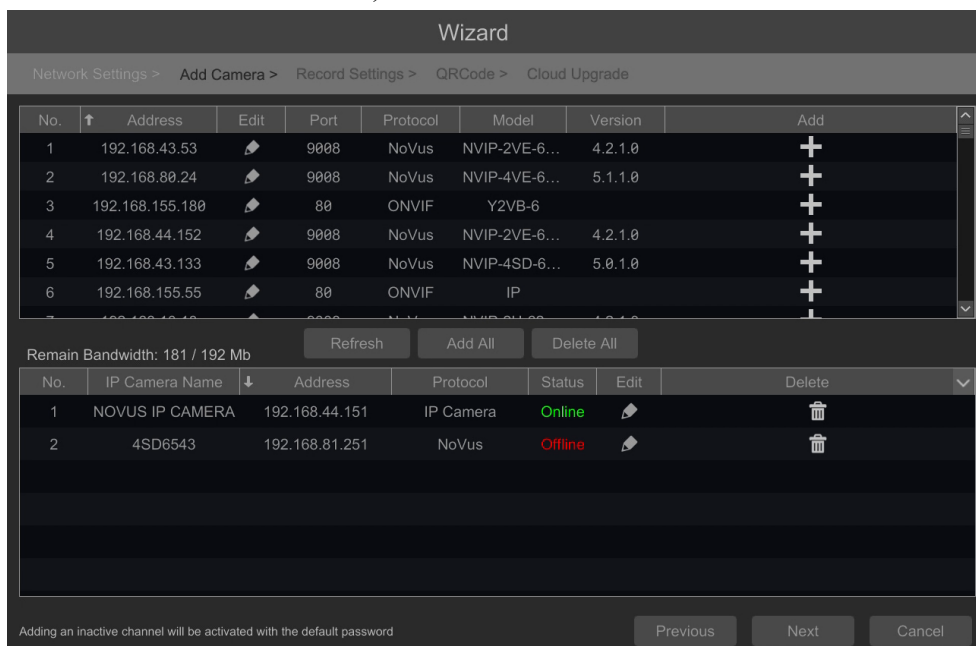 Wizard
Network Settings > Add Camera > Record Settings > QRCode > Cloud Upgrade
No. Address Edit Port Protocol Model Version Add
1 192.168.43.53 9008 NoVus NVIP-2VE-6... 4.2.1.0
2 192.168.80.24 9008 NoVus NVIP-4VE-6... 5.1.1.0
3 192.168.155.180 80 ONVIF Y2VB-6
4 192.168.44.152 9008 NoVus NVIP-2VE-6... 4.2.1.0
5 192.168.43.133 9008 NoVus NVIP-4SD-6... 5.0.1.0
6 192.168.155.55 80 ONVIF IP
Refresh Add All Delete All
Remain Bandwidth: 181 / 192 Mb
No. IP Camera Name Address Protocol Status Edit Delete
1 NOVUS IP CAMERA 192.168.44.151 IP Camera Online
2 4SD6543 192.168.81.251 NoVus Offline
Adding an inactive channel will be activated with the default password
Previous Next Cancel